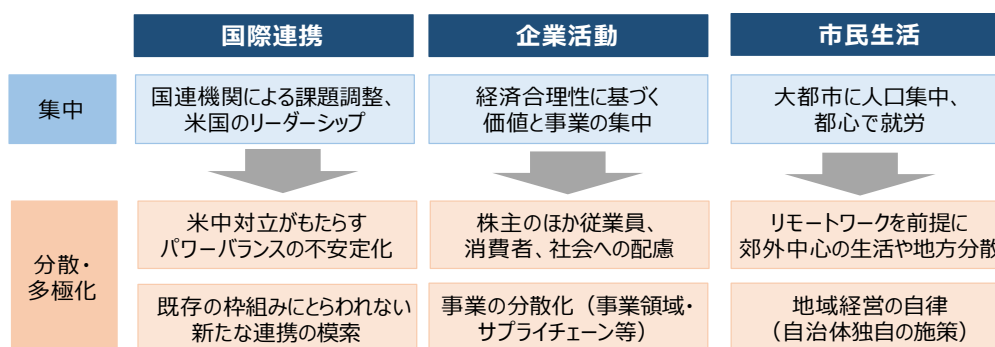 国際連携
企業活動
市民生活
集中
国連機関による課題調整、
米国のリーダーシップ
経済合理性に基づく
価値と事業の集中
大都市に人口集中、
都心で就労
分散・
多極化
米中対立がもたらす
パワーバランスの不安定化
株主のほか従業員、
消費者、社会への配慮
リモートワークを前提に
郊外中心の生活や地方分散
既存の枠組みにとらわれない
新たな連携の模索
事業の分散化（事業領域・
サプライチェーン等）
地域経営の自律
（自治体独自の施策）